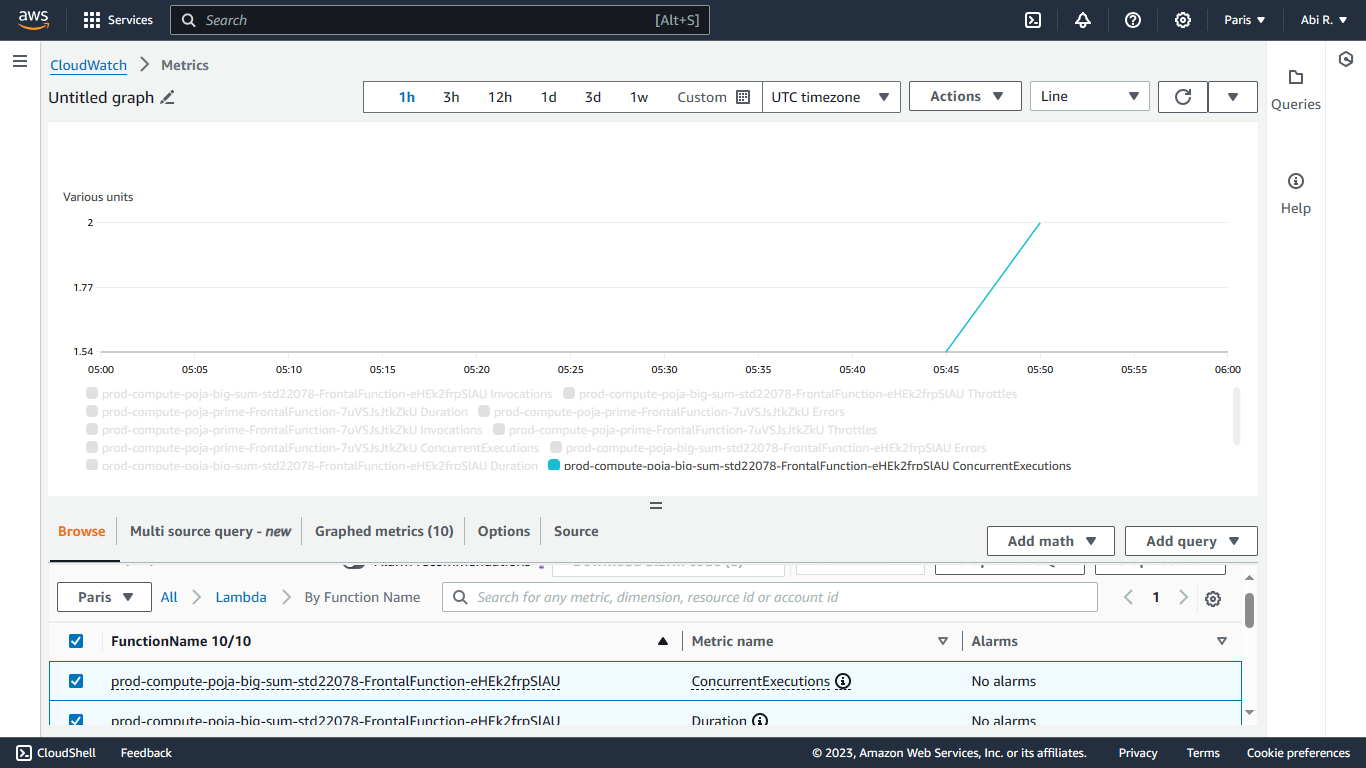 aws Services Search [Alt+S] Paris Abi R.
CloudWatch Metrics
Untitled graph 1h 3h 12h 1d 3d 1w Custom UTC timezone Actions Line
Queries
Help
Various units
2
1.77
1.54
05:00 05:05 05:10 05:15 05:20 05:25 05:30 05:35 05:40 05:45 05:50 05:55 06:00
prod-compute-poja-big-sum-std22078-FrontalFunction-eHEk2frpSlAU Invocations prod-compute-poja-big-sum-std22078-FrontalFunction-eHEk2frpSlAU Throttles
prod-compute-poja-prime-FrontalFunction-7uVSJsJtkZkU Duration prod-compute-poja-prime-FrontalFunction-7uVSJsJtkZkU Errors
prod-compute-poja-prime-FrontalFunction-7uVSJsJtkZkU Invocations prod-compute-poja-prime-FrontalFunction-7uVSJsJtkZkU Throttles
prod-compute-poja-prime-FrontalFunction-7uVSJsJtkZkU ConcurrentExecutions prod-compute-poja-big-sum-std22078-FrontalFunction-eHEk2frpSlAU Errors
prod-compute-poja-big-sum-std22078-FrontalFunction-eHEk2frpSlAU Duration prod-compute-poja-big-sum-std22078-FrontalFunction-eHEk2frpSlAU ConcurrentExecutions
Browse Multi source query - new Graphed metrics (10) Options Source Add math Add query
Alarm recommendations
Paris All Lambda By Function Name Search for any metric, dimension, resource id or account id 1
FunctionName 10/10 Metric name Alarms
prod-compute-poja-big-sum-std22078-FrontalFunction-eHEk2frpSlAU ConcurrentExecutions No alarms
prod-compute-poja-big-sum-std22078-FrontalFunction-eHEk2frpSlAU Duration No alarms
CloudShell Feedback © 2023, Amazon Web Services, Inc. or its affiliates. Privacy Terms Cookie preferences